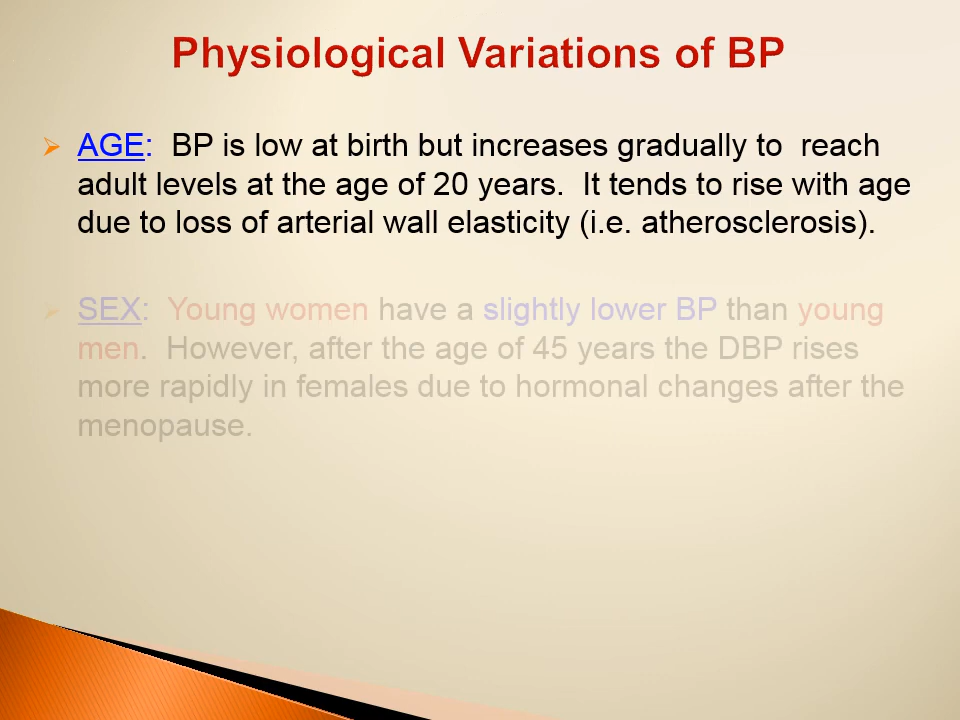 Physiological Variations of BP
AGE: BP is low at birth but increases gradually to reach
adult levels at the age of 20 years. It tends to rise with age
due to loss of arterial wall elasticity (i.e. atherosclerosis).
SEX: Young women have a slightly lower BP than young
men. However, after the age of 45 years the DBP rises
more rapidly in females due to hormonal changes after the
menopause.